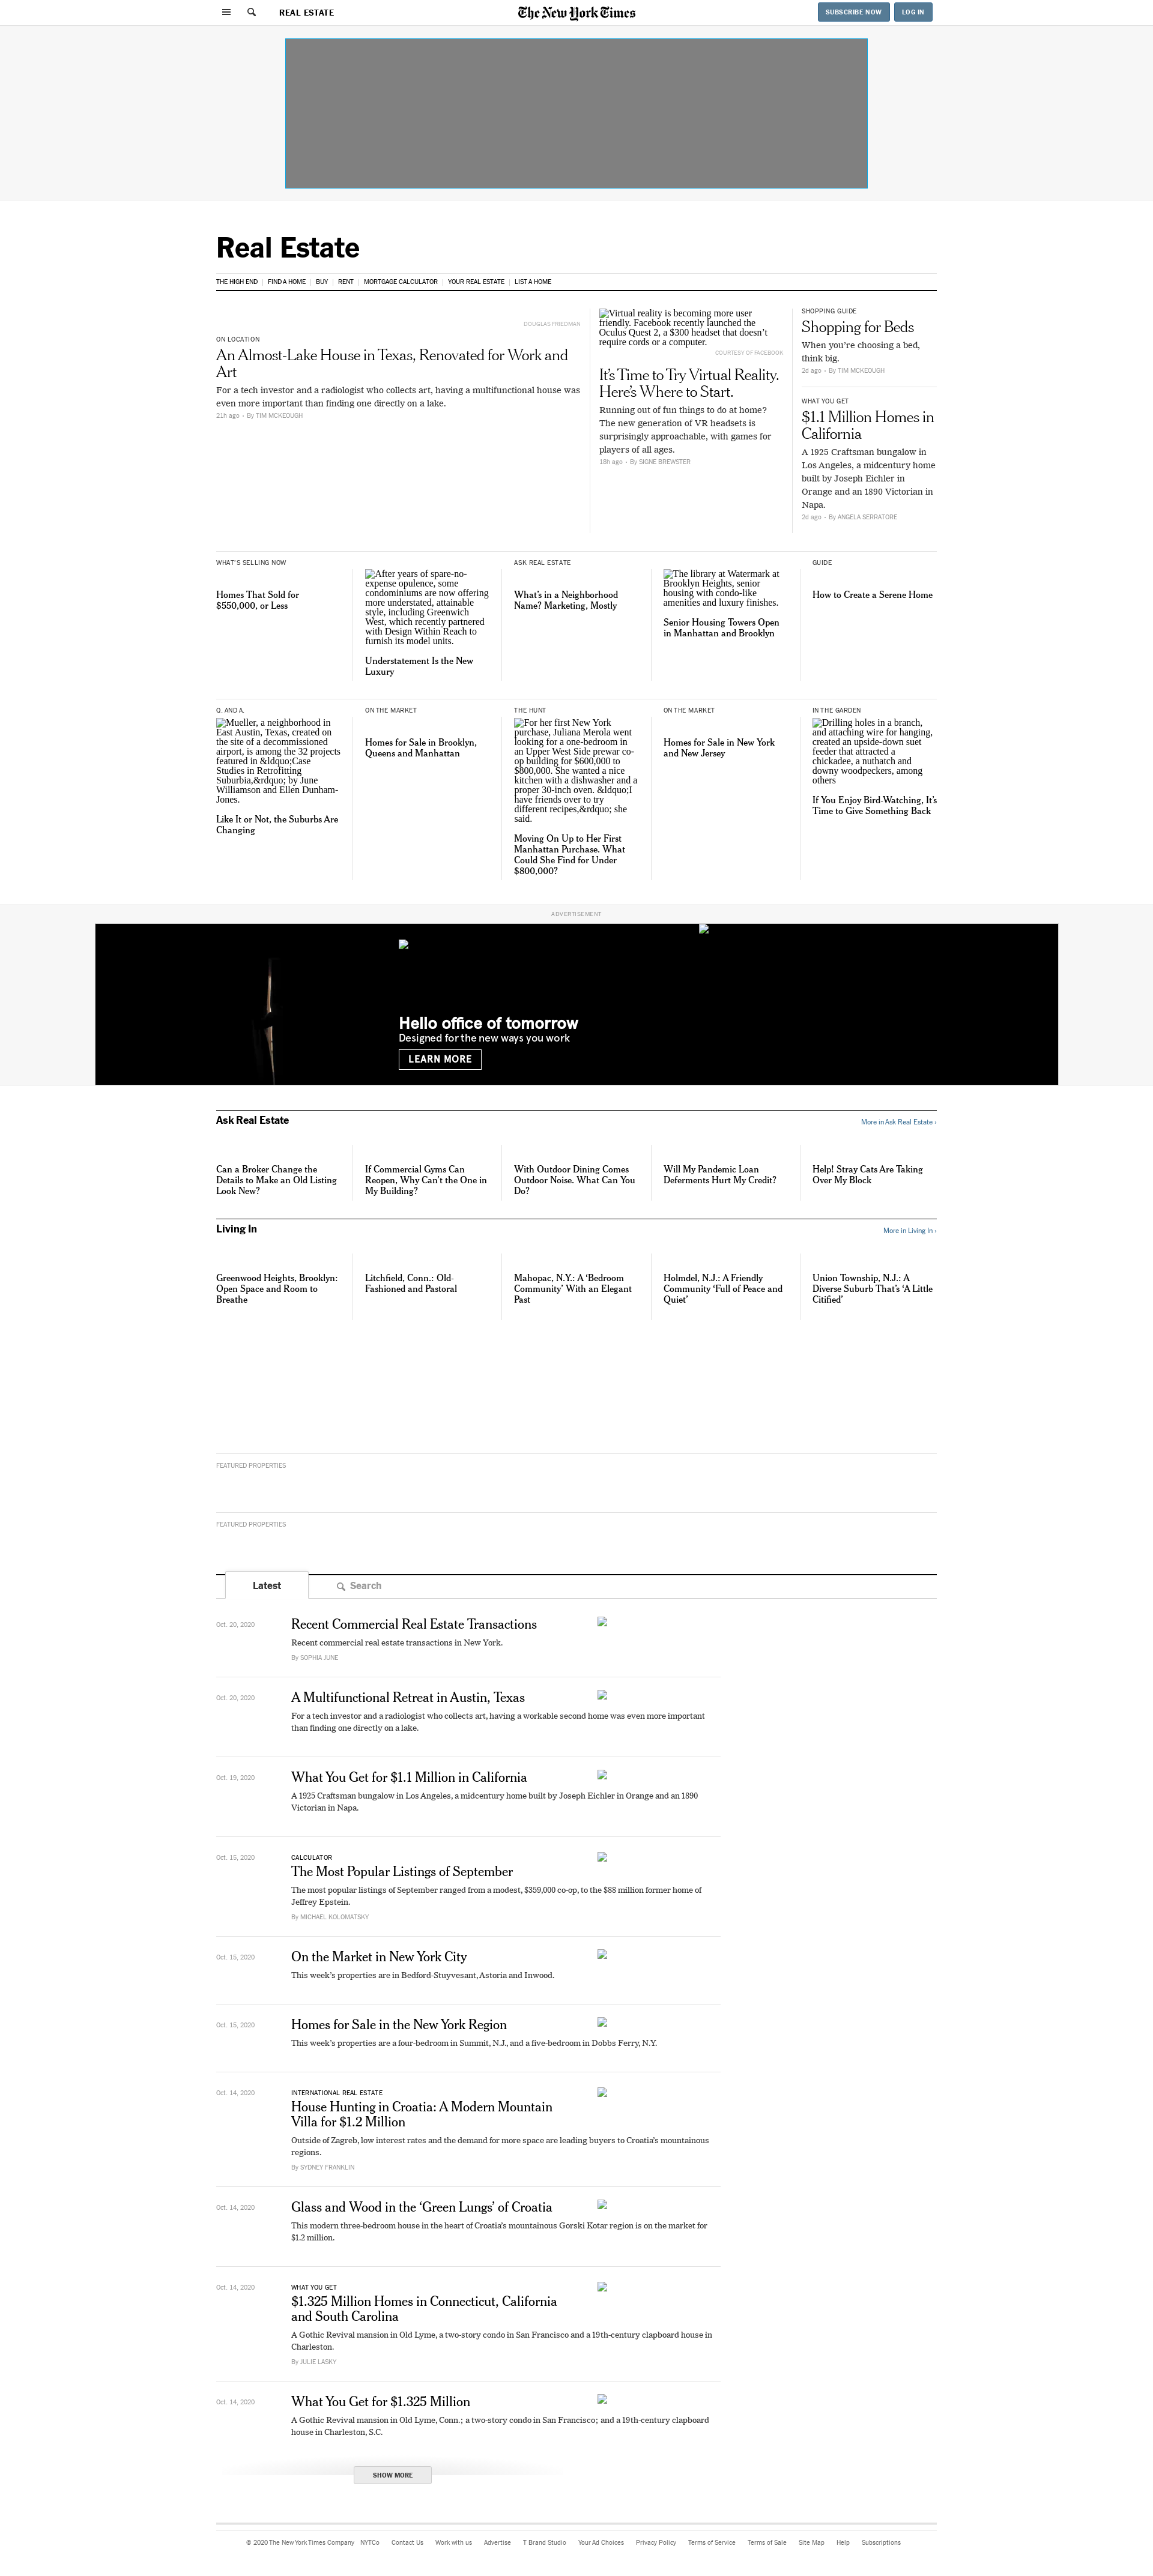 REAL ESTATE
The New York Times
SUBSCRIBE NOW
LOG IN
Real Estate
THE HIGH END | FIND A HOME | BUY | RENT | MORTGAGE CALCULATOR | YOUR REAL ESTATE | LIST A HOME
DOUGLAS FRIEDMAN
ON LOCATION
An Almost-Lake House in Texas, Renovated for Work and
Art
For a tech investor and a radiologist who collects art, having a multifunctional house was
even more important than finding one directly on a lake.
21h ago • By TIM MCKEOUGH
Virtual reality is becoming more user
friendly. Facebook recently launched the
Oculus Quest 2, a $300 headset that doesn’t
require cords or a computer.
COURTESY OF FACEBOOK
It’s Time to Try Virtual Reality.
Here’s Where to Start.
Running out of fun things to do at home?
The new generation of VR headsets is
surprisingly approachable, with games for
players of all ages.
18h ago • By SIGNE BREWSTER
SHOPPING GUIDE
Shopping for Beds
When you’re choosing a bed,
think big.
2d ago • By TIM MCKEOUGH
WHAT YOU GET
$1.1 Million Homes in
California
A 1925 Craftsman bungalow in
Los Angeles, a midcentury home
built by Joseph Eichler in
Orange and an 1890 Victorian in
Napa.
2d ago • By ANGELA SERRATORE
WHAT’S SELLING NOW
Homes That Sold for
$550,000, or Less
After years of spare-no-
expense opulence, some
condominiums are now offering
more understated, attainable
style, including Greenwich
West, which recently partnered
with Design Within Reach to
furnish its model units.
Understatement Is the New
Luxury
ASK REAL ESTATE
What’s in a Neighborhood
Name? Marketing, Mostly
The library at Watermark at
Brooklyn Heights, senior
housing with condo-like
amenities and luxury finishes.
Senior Housing Towers Open
in Manhattan and Brooklyn
GUIDE
How to Create a Serene Home
Q. AND A.
Mueller, a neighborhood in
East Austin, Texas, created on
the site of a decommissioned
airport, is among the 32 projects
featured in &ldquo;Case
Studies in Retrofitting
Suburbia,&rdquo; by June
Williamson and Ellen Dunham-
Jones.
Like It or Not, the Suburbs Are
Changing
ON THE MARKET
Homes for Sale in Brooklyn,
Queens and Manhattan
THE HUNT
For her first New York
purchase, Juliana Merola went
looking for a one-bedroom in
an Upper West Side prewar co-
op building for $600,000 to
$800,000. She wanted a nice
kitchen with a dishwasher and a
proper 30-inch oven. &ldquo;I
have friends over to try
different recipes,&rdquo; she
said.
Moving On Up to Her First
Manhattan Purchase. What
Could She Find for Under
$800,000?
ON THE MARKET
Homes for Sale in New York
and New Jersey
IN THE GARDEN
Drilling holes in a branch,
and attaching wire for hanging,
created an upside-down suet
feeder that attracted a
chickadee, a nuthatch and
downy woodpeckers, among
others
If You Enjoy Bird-Watching, It’s
Time to Give Something Back
ADVERTISEMENT
Hello office of tomorrow
Designed for the new ways you work
LEARN MORE
Ask Real Estate
More in Ask Real Estate ›
Can a Broker Change the
Details to Make an Old Listing
Look New?
If Commercial Gyms Can
Reopen, Why Can’t the One in
My Building?
With Outdoor Dining Comes
Outdoor Noise. What Can You
Do?
Will My Pandemic Loan
Deferments Hurt My Credit?
Help! Stray Cats Are Taking
Over My Block
Living In
More in Living In ›
Greenwood Heights, Brooklyn:
Open Space and Room to
Breathe
Litchfield, Conn.: Old-
Fashioned and Pastoral
Mahopac, N.Y.: A ‘Bedroom
Community’ With an Elegant
Past
Holmdel, N.J.: A Friendly
Community ‘Full of Peace and
Quiet’
Union Township, N.J.: A
Diverse Suburb That’s ‘A Little
Citified’
FEATURED PROPERTIES
FEATURED PROPERTIES
Latest
Search
Oct. 20, 2020
Recent Commercial Real Estate Transactions
Recent commercial real estate transactions in New York.
By SOPHIA JUNE
Oct. 20, 2020
A Multifunctional Retreat in Austin, Texas
For a tech investor and a radiologist who collects art, having a workable second home was even more important
than finding one directly on a lake.
Oct. 19, 2020
What You Get for $1.1 Million in California
A 1925 Craftsman bungalow in Los Angeles, a midcentury home built by Joseph Eichler in Orange and an 1890
Victorian in Napa.
Oct. 15, 2020
CALCULATOR
The Most Popular Listings of September
The most popular listings of September ranged from a modest, $359,000 co-op, to the $88 million former home of
Jeffrey Epstein.
By MICHAEL KOLOMATSKY
Oct. 15, 2020
On the Market in New York City
This week’s properties are in Bedford-Stuyvesant, Astoria and Inwood.
Oct. 15, 2020
Homes for Sale in the New York Region
This week’s properties are a four-bedroom in Summit, N.J., and a five-bedroom in Dobbs Ferry, N.Y.
Oct. 14, 2020
INTERNATIONAL REAL ESTATE
House Hunting in Croatia: A Modern Mountain
Villa for $1.2 Million
Outside of Zagreb, low interest rates and the demand for more space are leading buyers to Croatia’s mountainous
regions.
By SYDNEY FRANKLIN
Oct. 14, 2020
Glass and Wood in the ‘Green Lungs’ of Croatia
This modern three-bedroom house in the heart of Croatia’s mountainous Gorski Kotar region is on the market for
$1.2 million.
Oct. 14, 2020
WHAT YOU GET
$1.325 Million Homes in Connecticut, California
and South Carolina
A Gothic Revival mansion in Old Lyme, a two-story condo in San Francisco and a 19th-century clapboard house in
Charleston.
By JULIE LASKY
Oct. 14, 2020
What You Get for $1.325 Million
A Gothic Revival mansion in Old Lyme, Conn.; a two-story condo in San Francisco; and a 19th-century clapboard
house in Charleston, S.C.
SHOW MORE
© 2020 The New York Times Company NYTCo Contact Us Work with us Advertise T Brand Studio Your Ad Choices Privacy Policy Terms of Service Terms of Sale Site Map Help Subscriptions